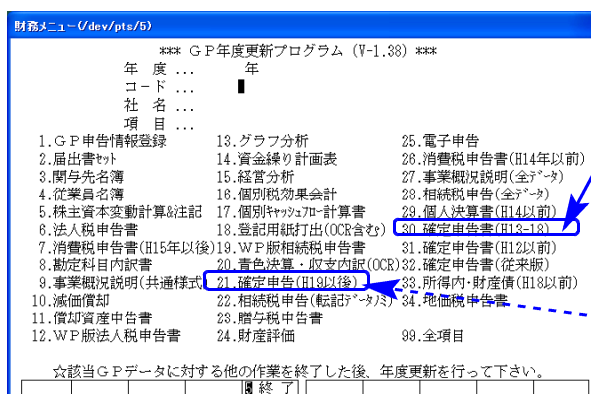 財務メニュー(/dev/pts/5)
*** ＧＰ年度更新プログラム (V-1.38) ***
年 度 ... 年
コード ...
社 名 ...
項 目 ...
1.ＧＰ申告情報登録 13.グラフ分析 25.電子申告
2.届出書セット 14.資金繰り計画表 26.消費税申告書(H14年以前)
3.関与先名簿 15.経営分析 27.事業概況説明(全データ)
4.従業員名簿 16.個別税効果会計 28.相続税申告(全データ)
5.株主資本変動計算&注記 17.個別キャッシュフロー計算書 29.個人決算書(H14以前)
6.法人税申告書 18.登記用紙打出(OCR含む) 30.確定申告書(H13-18)
7.消費税申告書(H15年以後) 19.ＷＰ版相続税申告書 31.確定申告書(H12以前)
8.勘定科目内訳書 20.青色決算・収支内訳(OCR) 32.確定申告書(従来版)
9.事業概況説明(共通様式) 21.確定申告(H19以後) 33.所得内・財産債(H18以前)
10.減価償却 22.相続税申告(転記データノミ) 34.地価税申告書
11.償却資産申告書 23.贈与税申告書
12.ＷＰ版法人税申告書 24.財産評価 99.全項目
☆該当ＧＰデータに対する他の作業を終了した後、年度更新を行って下さい。
5 終 了